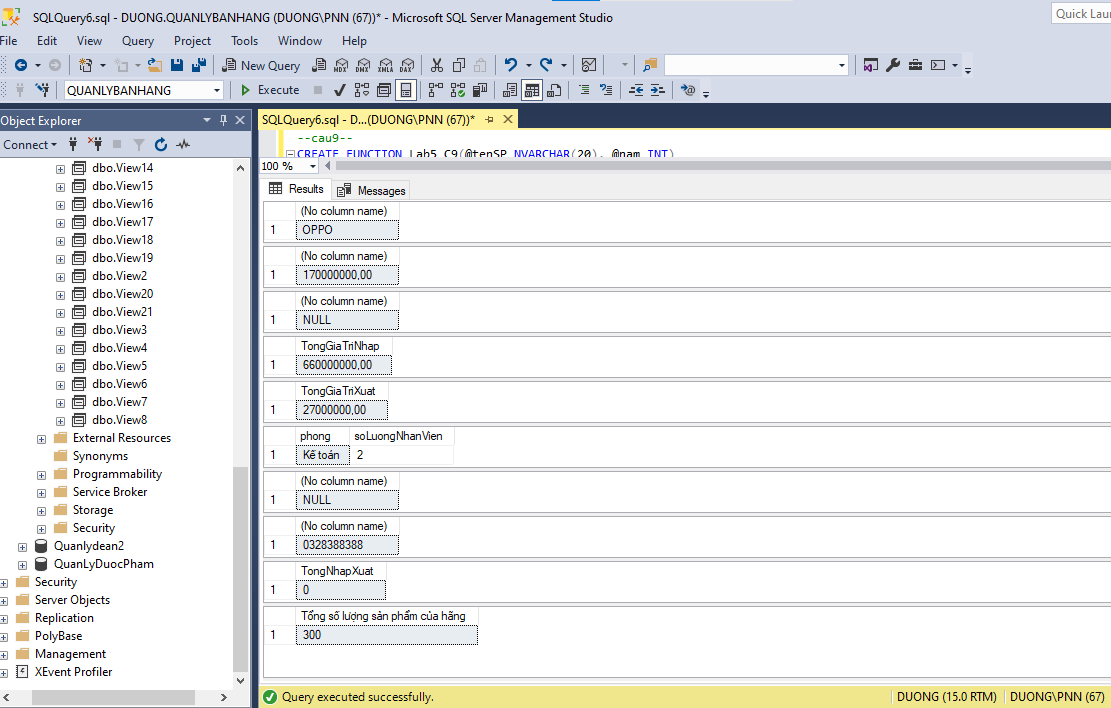 SQLQuery6.sql - DUONG.QUANLYBANHANG (DUONG\PNN (67))* - Microsoft SQL Server Management Studio
Quick Lau
File Edit View Query Project Tools Window Help
New Query MDX DMX XMLA DAX
QUANLYBANHANG Execute
Object Explorer
Connect
dbo.View14
dbo.View15
dbo.View16
dbo.View17
dbo.View18
dbo.View19
dbo.View2
dbo.View20
dbo.View21
dbo.View3
dbo.View4
dbo.View5
dbo.View6
dbo.View7
dbo.View8
External Resources
Synonyms
Programmability
Service Broker
Storage
Security
Quanlydean2
QuanLyDuocPham
Security
Server Objects
Replication
PolyBase
Management
XEvent Profiler
SQLQuery6.sql - D...(DUONG\PNN (67))*
--cau9--
CREATE FUNCTION Lab5_C9(@tenSP NVARCHAR(20), @nam INT)
100 %
Results Messages
(No column name)
1 OPPO
(No column name)
1 170000000,00
(No column name)
1 NULL
TongGiaTriNhap
1 660000000,00
TongGiaTriXuat
1 27000000,00
phong soLuongNhanVien
1 Kế toán 2
(No column name)
1 NULL
(No column name)
1 0328388388
TongNhapXuat
1 0
Tổng số lượng sản phẩm của hãng
1 300
Query executed successfully.
DUONG (15.0 RTM) DUONG\PNN (67)